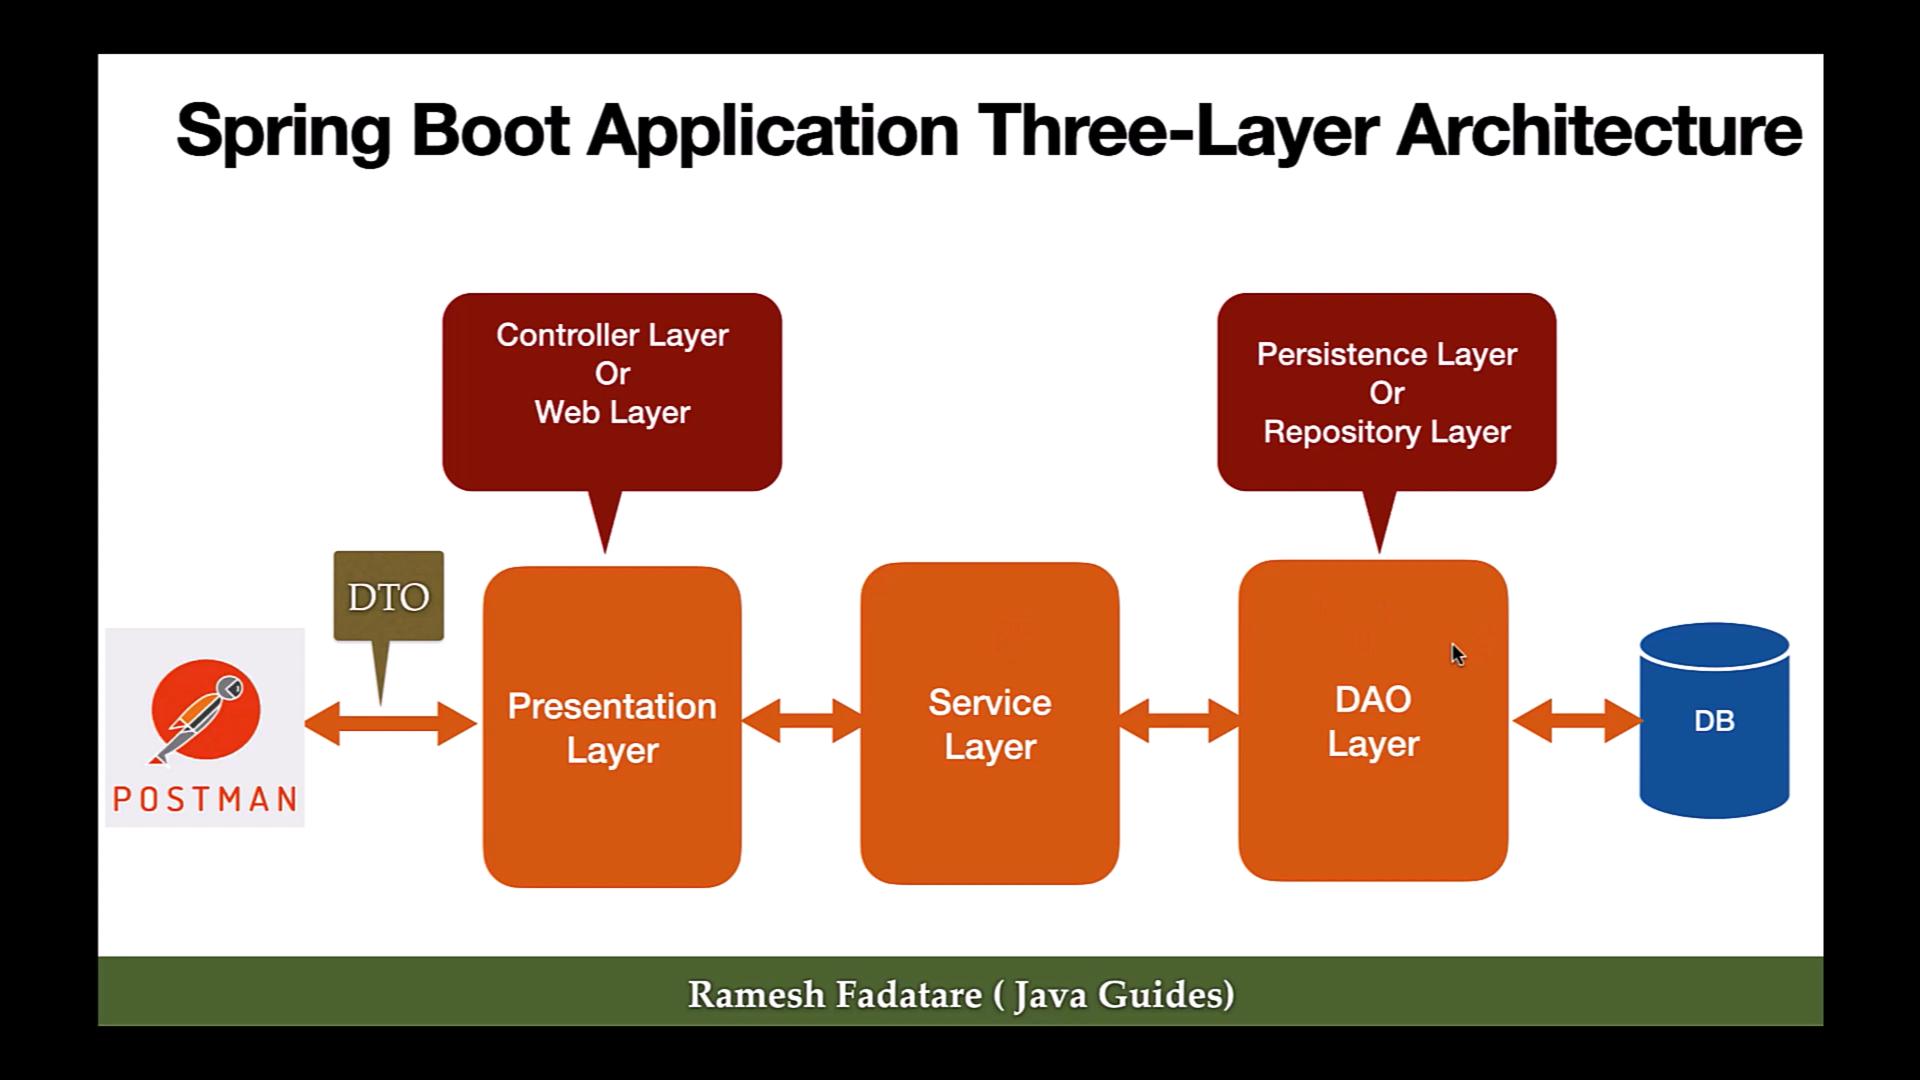 Spring Boot Application Three-Layer Architecture
Controller Layer
Or
Web Layer
Persistence Layer
Or
Repository Layer
DTO
POSTMAN
Presentation
Layer
Service
Layer
DAO
Layer
DB
Ramesh Fadatare ( Java Guides)